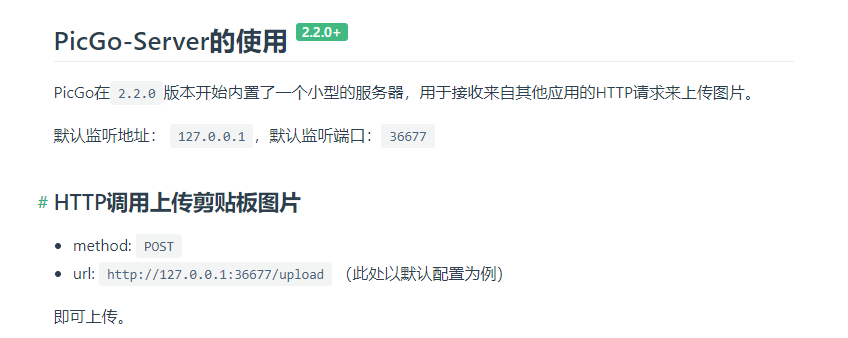 PicGo-Server的使用 2.2.0+
PicGo在 2.2.0 版本开始内置了一个小型的服务器，用于接收来自其他应用的HTTP请求来上传图片。
默认监听地址： 127.0.0.1 ，默认监听端口： 36677
# HTTP调用上传剪贴板图片
• method: POST
• url: http://127.0.0.1:36677/upload （此处以默认配置为例）
即可上传。